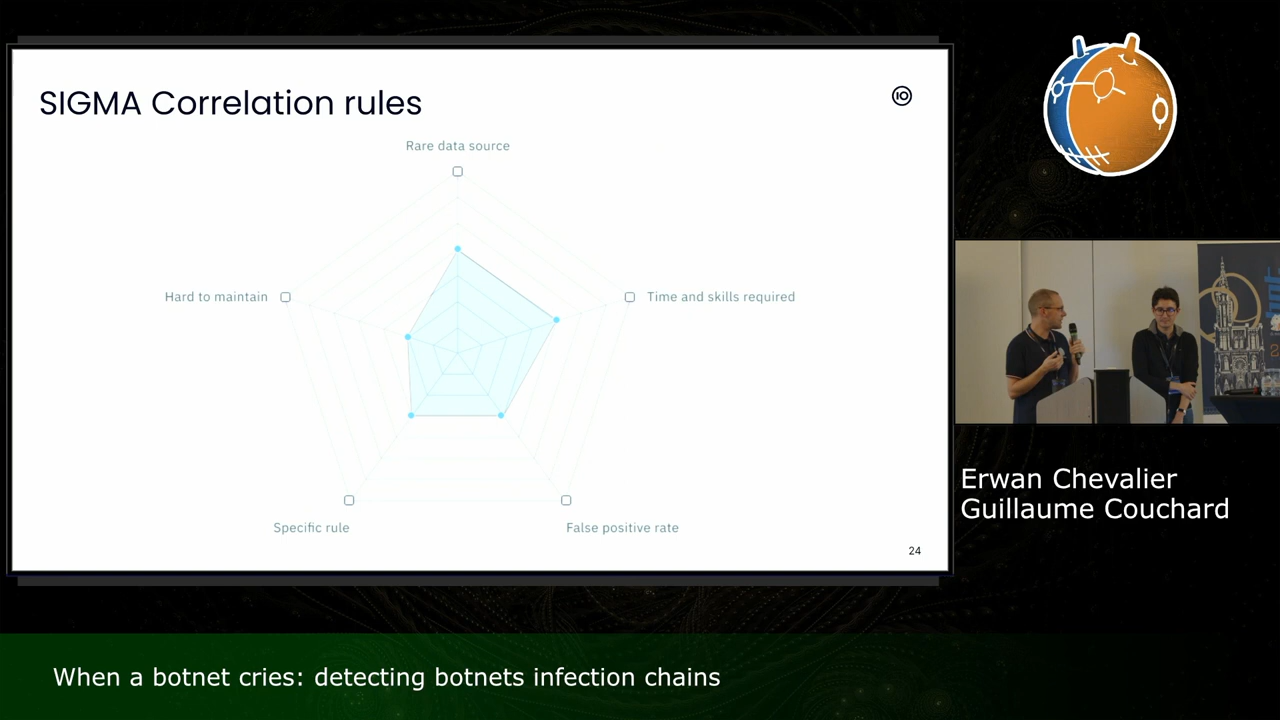 SIGMA Correlation rules
Rare data source
Hard to maintain
Time and skills required
Specific rule
False positive rate
24
Erwan Chevalier
Guillaume Couchard
When a botnet cries: detecting botnets infection chains